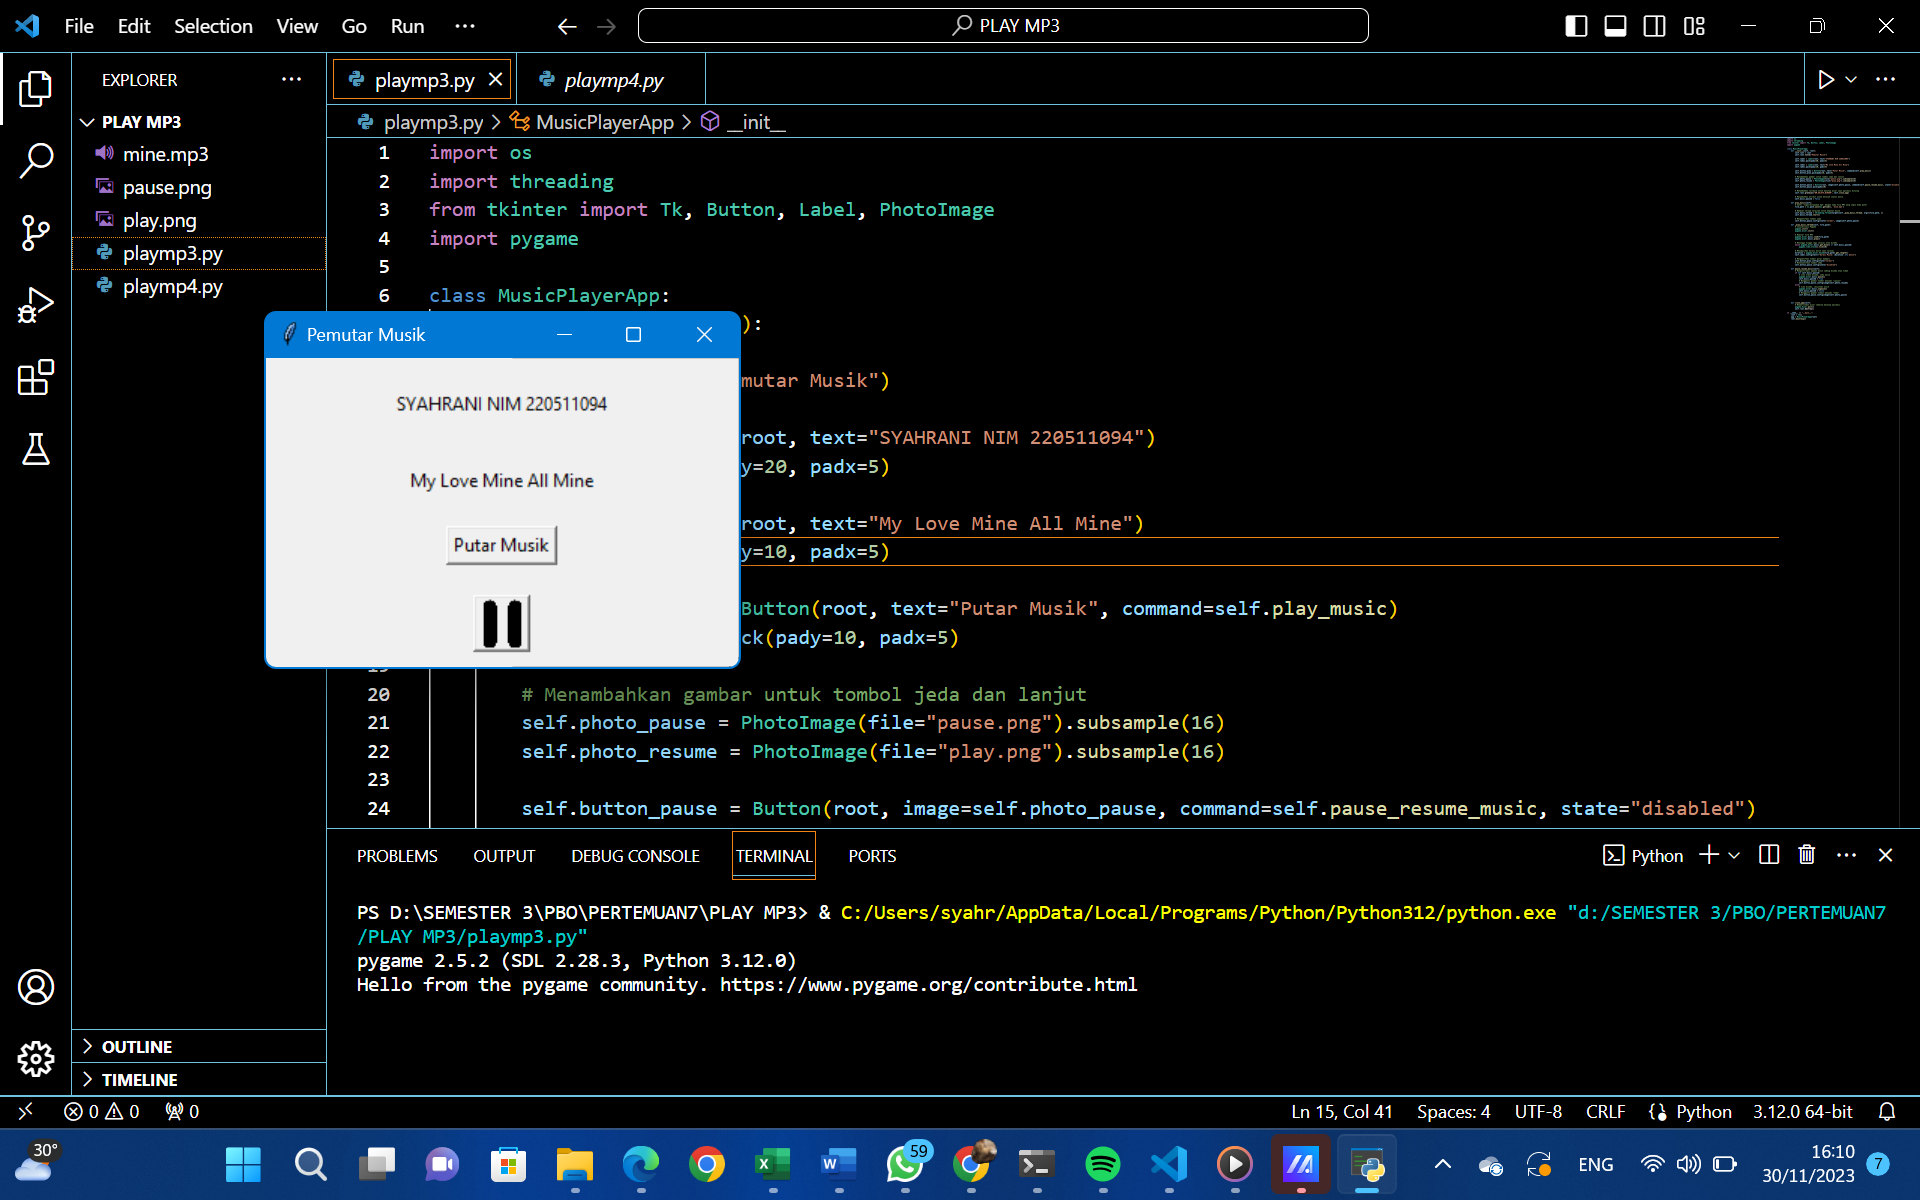 File Edit Selection View Go Run ··· PLAY MP3
EXPLORER ···
PLAY MP3
mine.mp3
pause.png
play.png
playmp3.py
playmp4.py
OUTLINE
TIMELINE
playmp3.py playmp4.py
playmp3.py > MusicPlayerApp > __init__
1 import os
2 import threading
3 from tkinter import Tk, Button, Label, PhotoImage
4 import pygame
5
6 class MusicPlayerApp:
):
mutar Musik")
root, text="SYAHRANI NIM 220511094")
y=20, padx=5)
root, text="My Love Mine All Mine")
y=10, padx=5)
Button(root, text="Putar Musik", command=self.play_music)
ck(pady=10, padx=5)
20 # Menambahkan gambar untuk tombol jeda dan lanjut
21 self.photo_pause = PhotoImage(file="pause.png").subsample(16)
22 self.photo_resume = PhotoImage(file="play.png").subsample(16)
23
24 self.button_pause = Button(root, image=self.photo_pause, command=self.pause_resume_music, state="disabled")
Pemutar Musik
SYAHRANI NIM 220511094
My Love Mine All Mine
Putar Musik
PROBLEMS OUTPUT DEBUG CONSOLE TERMINAL PORTS Python
PS D:\SEMESTER 3\PBO\PERTEMUAN7\PLAY MP3> & C:/Users/syahr/AppData/Local/Programs/Python/Python312/python.exe "d:/SEMESTER 3/PBO/PERTEMUAN7
/PLAY MP3/playmp3.py"
pygame 2.5.2 (SDL 2.28.3, Python 3.12.0)
Hello from the pygame community. https://www.pygame.org/contribute.html
0 0 0 Ln 15, Col 41 Spaces: 4 UTF-8 CRLF Python 3.12.0 64-bit
30° 59 ENG 16:10 7
30/11/2023